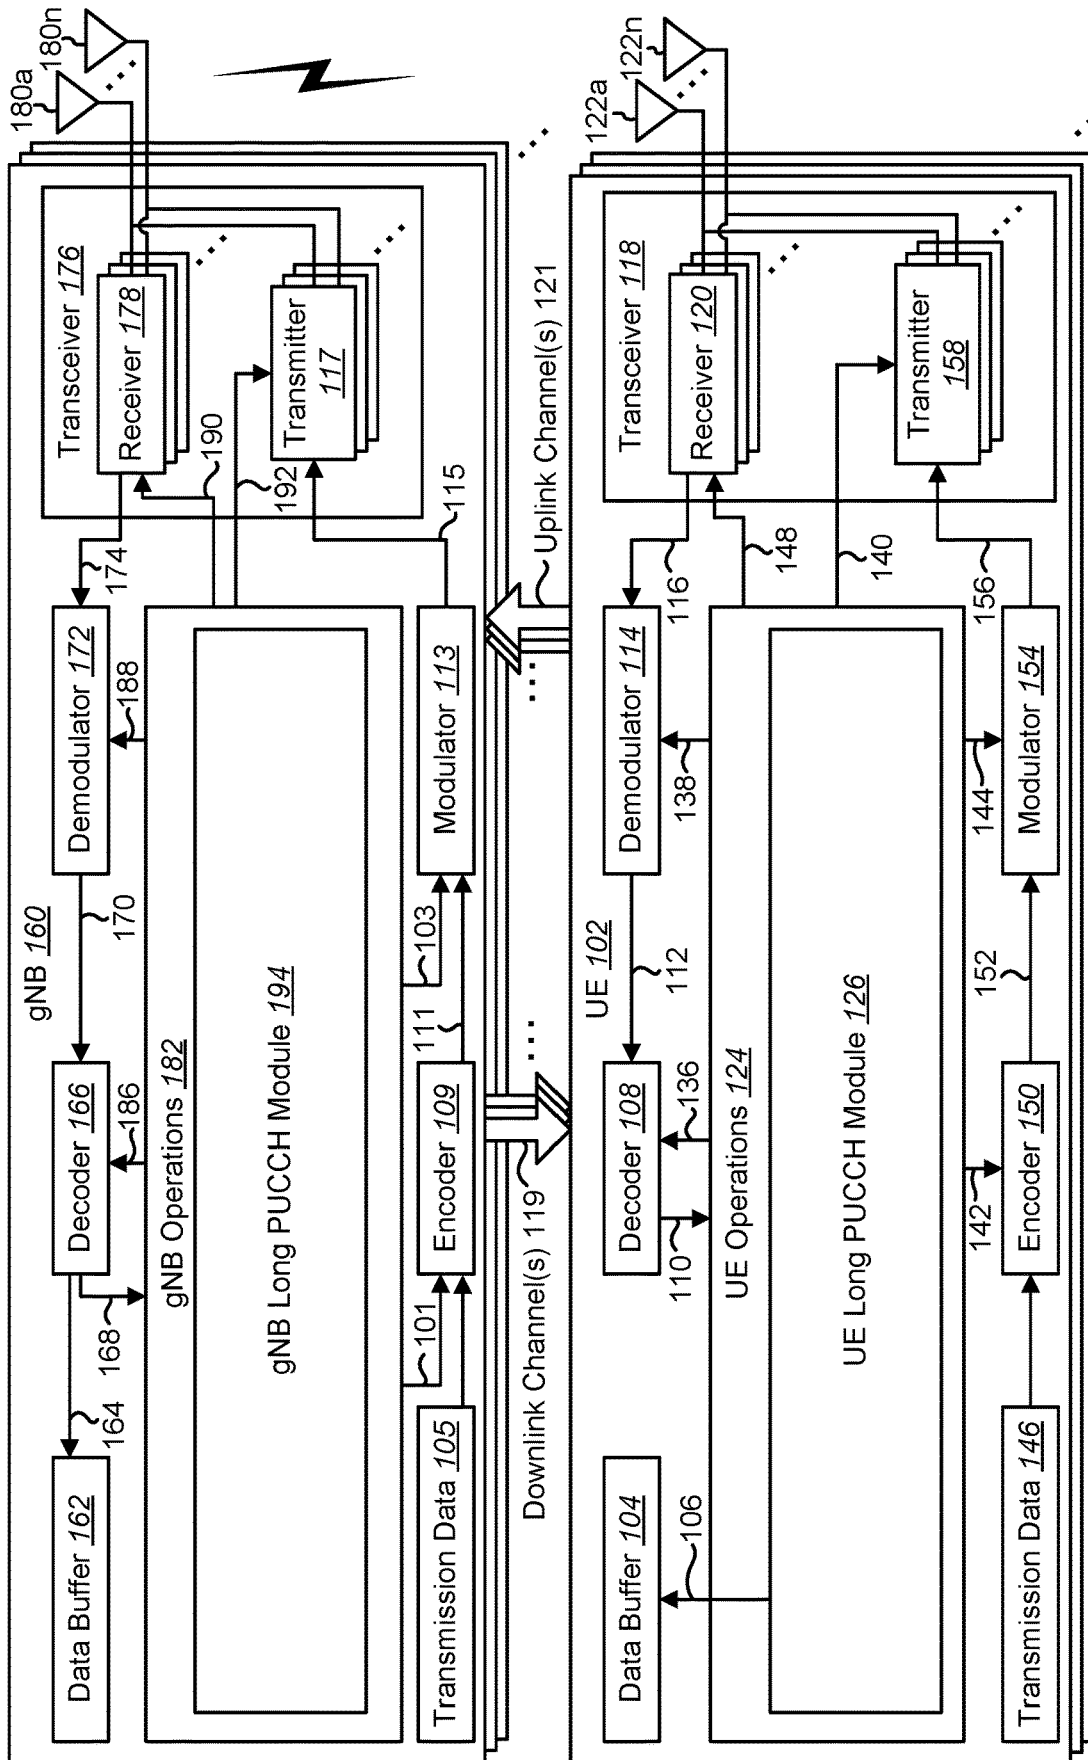 gNB 160
Data Buffer 162
164
168
Decoder 166
186
170
Demodulator 172
188
174
Transceiver 176
Receiver 178
190
192
Transmitter
117
180a
180n
gNB Operations 182
gNB Long PUCCH Module 194
101
103
Transmission Data 105
Encoder 109
111
Modulator 113
115
Downlink Channel(s) 119
Uplink Channel(s) 121
UE 102
Data Buffer 104
106
Decoder 108
110
136
112
Demodulator 114
138
116
148
Transceiver 118
Receiver 120
140
Transmitter
158
122a
122n
UE Operations 124
UE Long PUCCH Module 126
142
144
Transmission Data 146
Encoder 150
152
Modulator 154
156